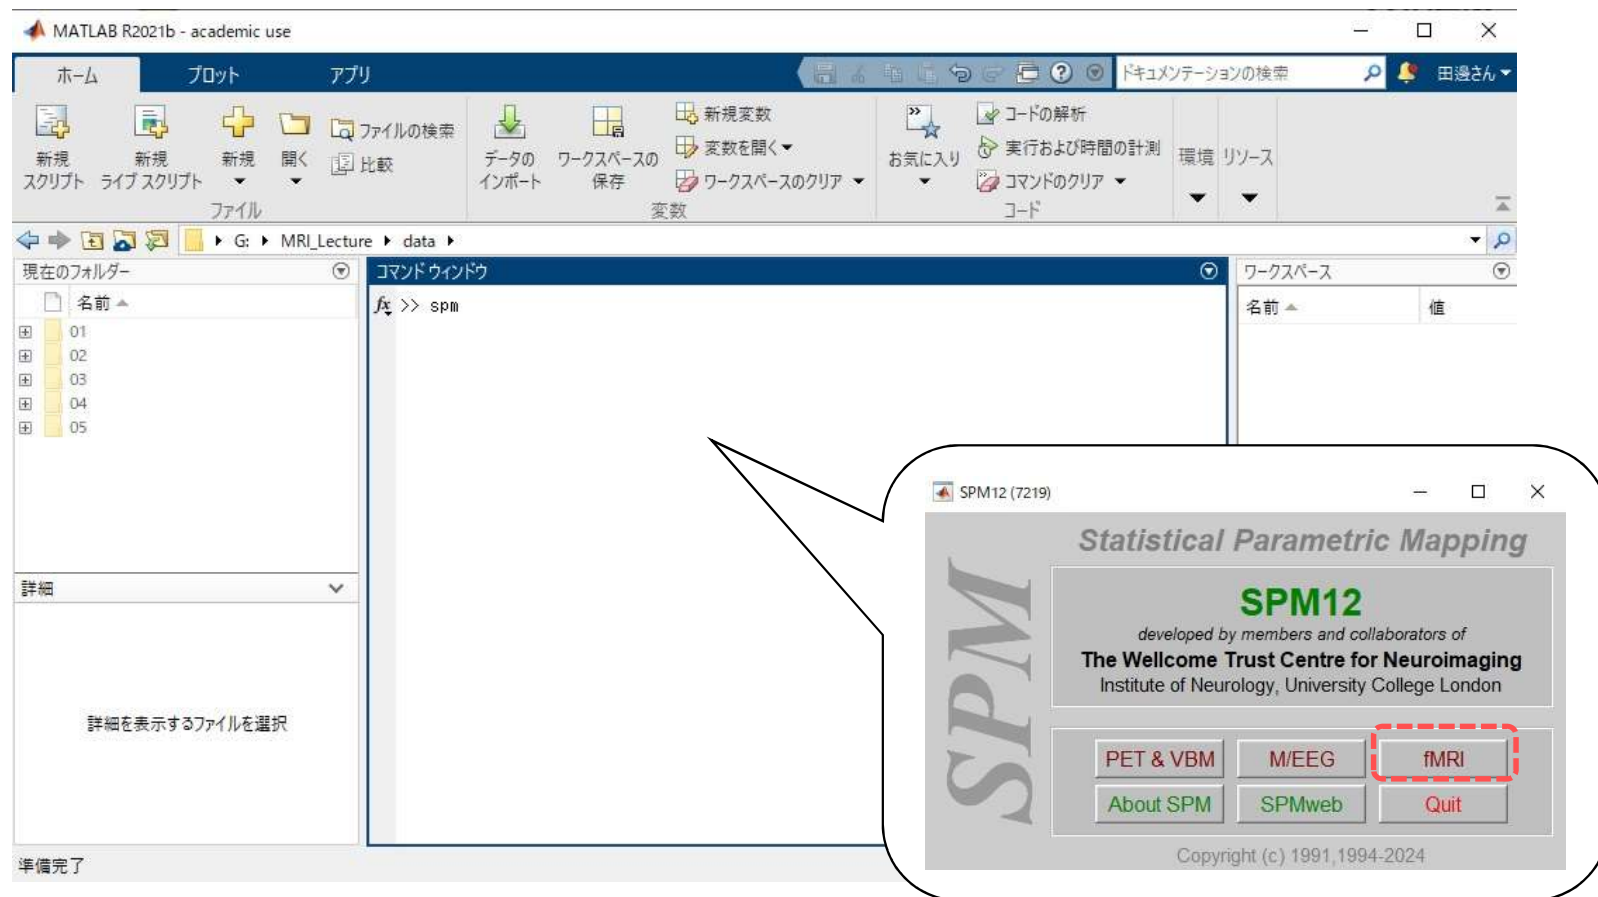 MATLAB R2021b - academic use
ホーム プロット アプリ ドキュメンテーションの検索 田邊さん
新規 スクリプト
新規 ライブ スクリプト
新規
開く
ファイルの検索
比較
ファイル
データの インポート
ワークスペースの 保存
新規変数
変数を開く
ワークスペースのクリア
変数
お気に入り
コードの解析
実行および時間の計測
コマンドのクリア
コード
環境
リソース
G: MRI_Lecture data
現在のフォルダー
名前
01
02
03
04
05
詳細
詳細を表示するファイルを選択
準備完了
コマンド ウィンドウ
fx >> spm
ワークスペース
名前 値
SPM12 (7219)
SPM
Statistical Parametric Mapping
SPM12
developed by members and collaborators of
The Wellcome Trust Centre for Neuroimaging
Institute of Neurology, University College London
PET & VBM M/EEG fMRI
About SPM SPMweb Quit
Copyright (c) 1991,1994-2024